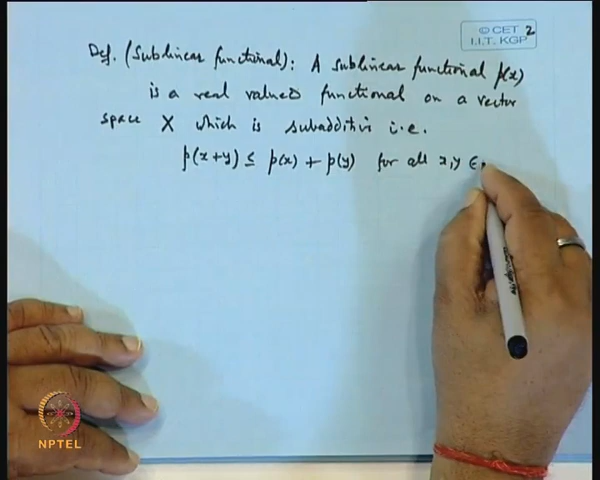 © CET 2
I.I.T. KGP
Def. (Sublinear functional): A sublinear functional p(x)
is a real valued functional on a vector
space X which is subadditive i.e.
p(x+y) ≤ p(x) + p(y) for all x, y ∈
NPTEL